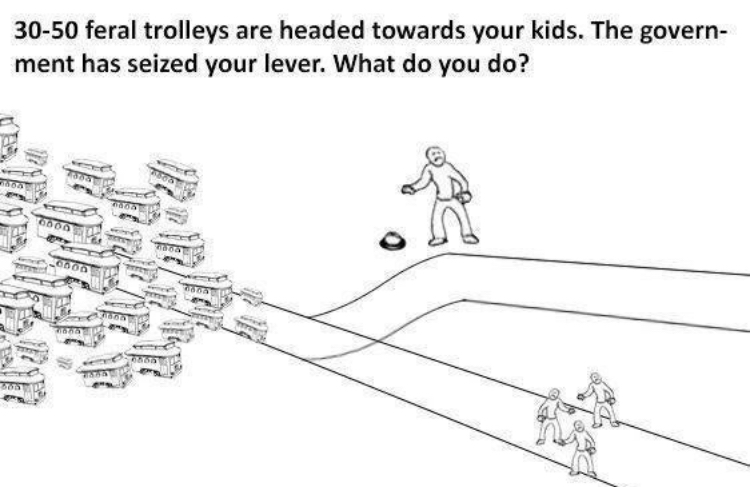 30-50 feral trolleys are headed towards your kids. The govern-
ment has seized your lever. What do you do?